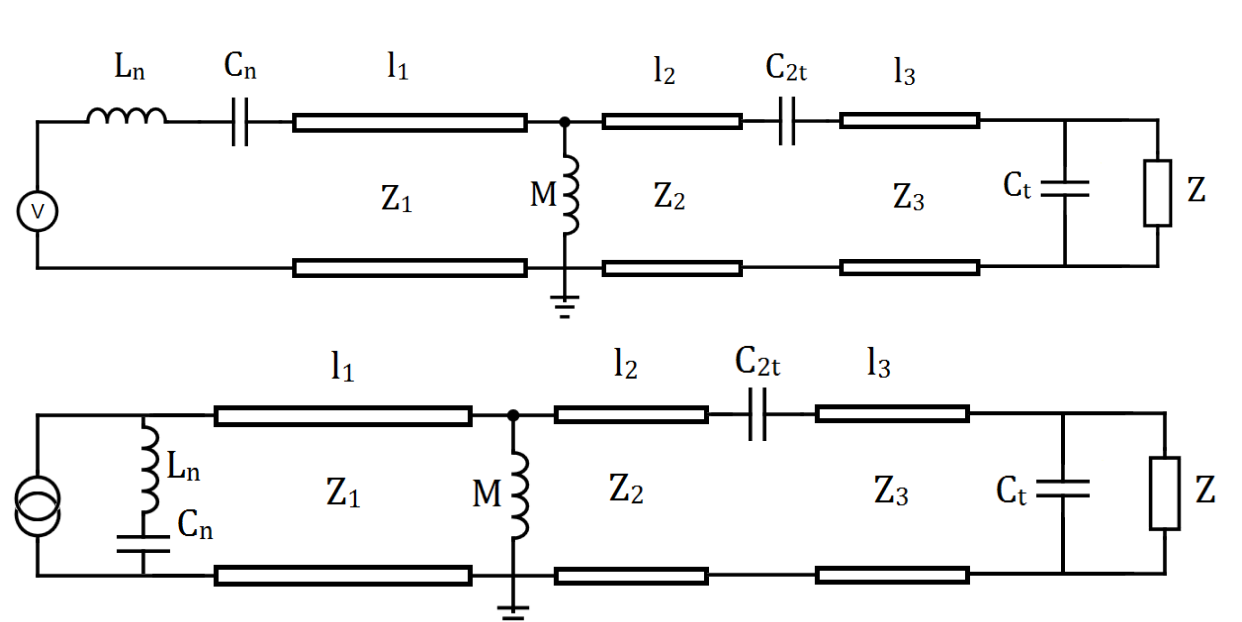 Lₙ Cₙ l₁ l₂ C₂ₜ l₃
V Z₁ M Z₂ Z₃ Cₜ Z
l₁ l₂ C₂ₜ l₃
Lₙ Cₙ Z₁ M Z₂ Z₃ Cₜ Z